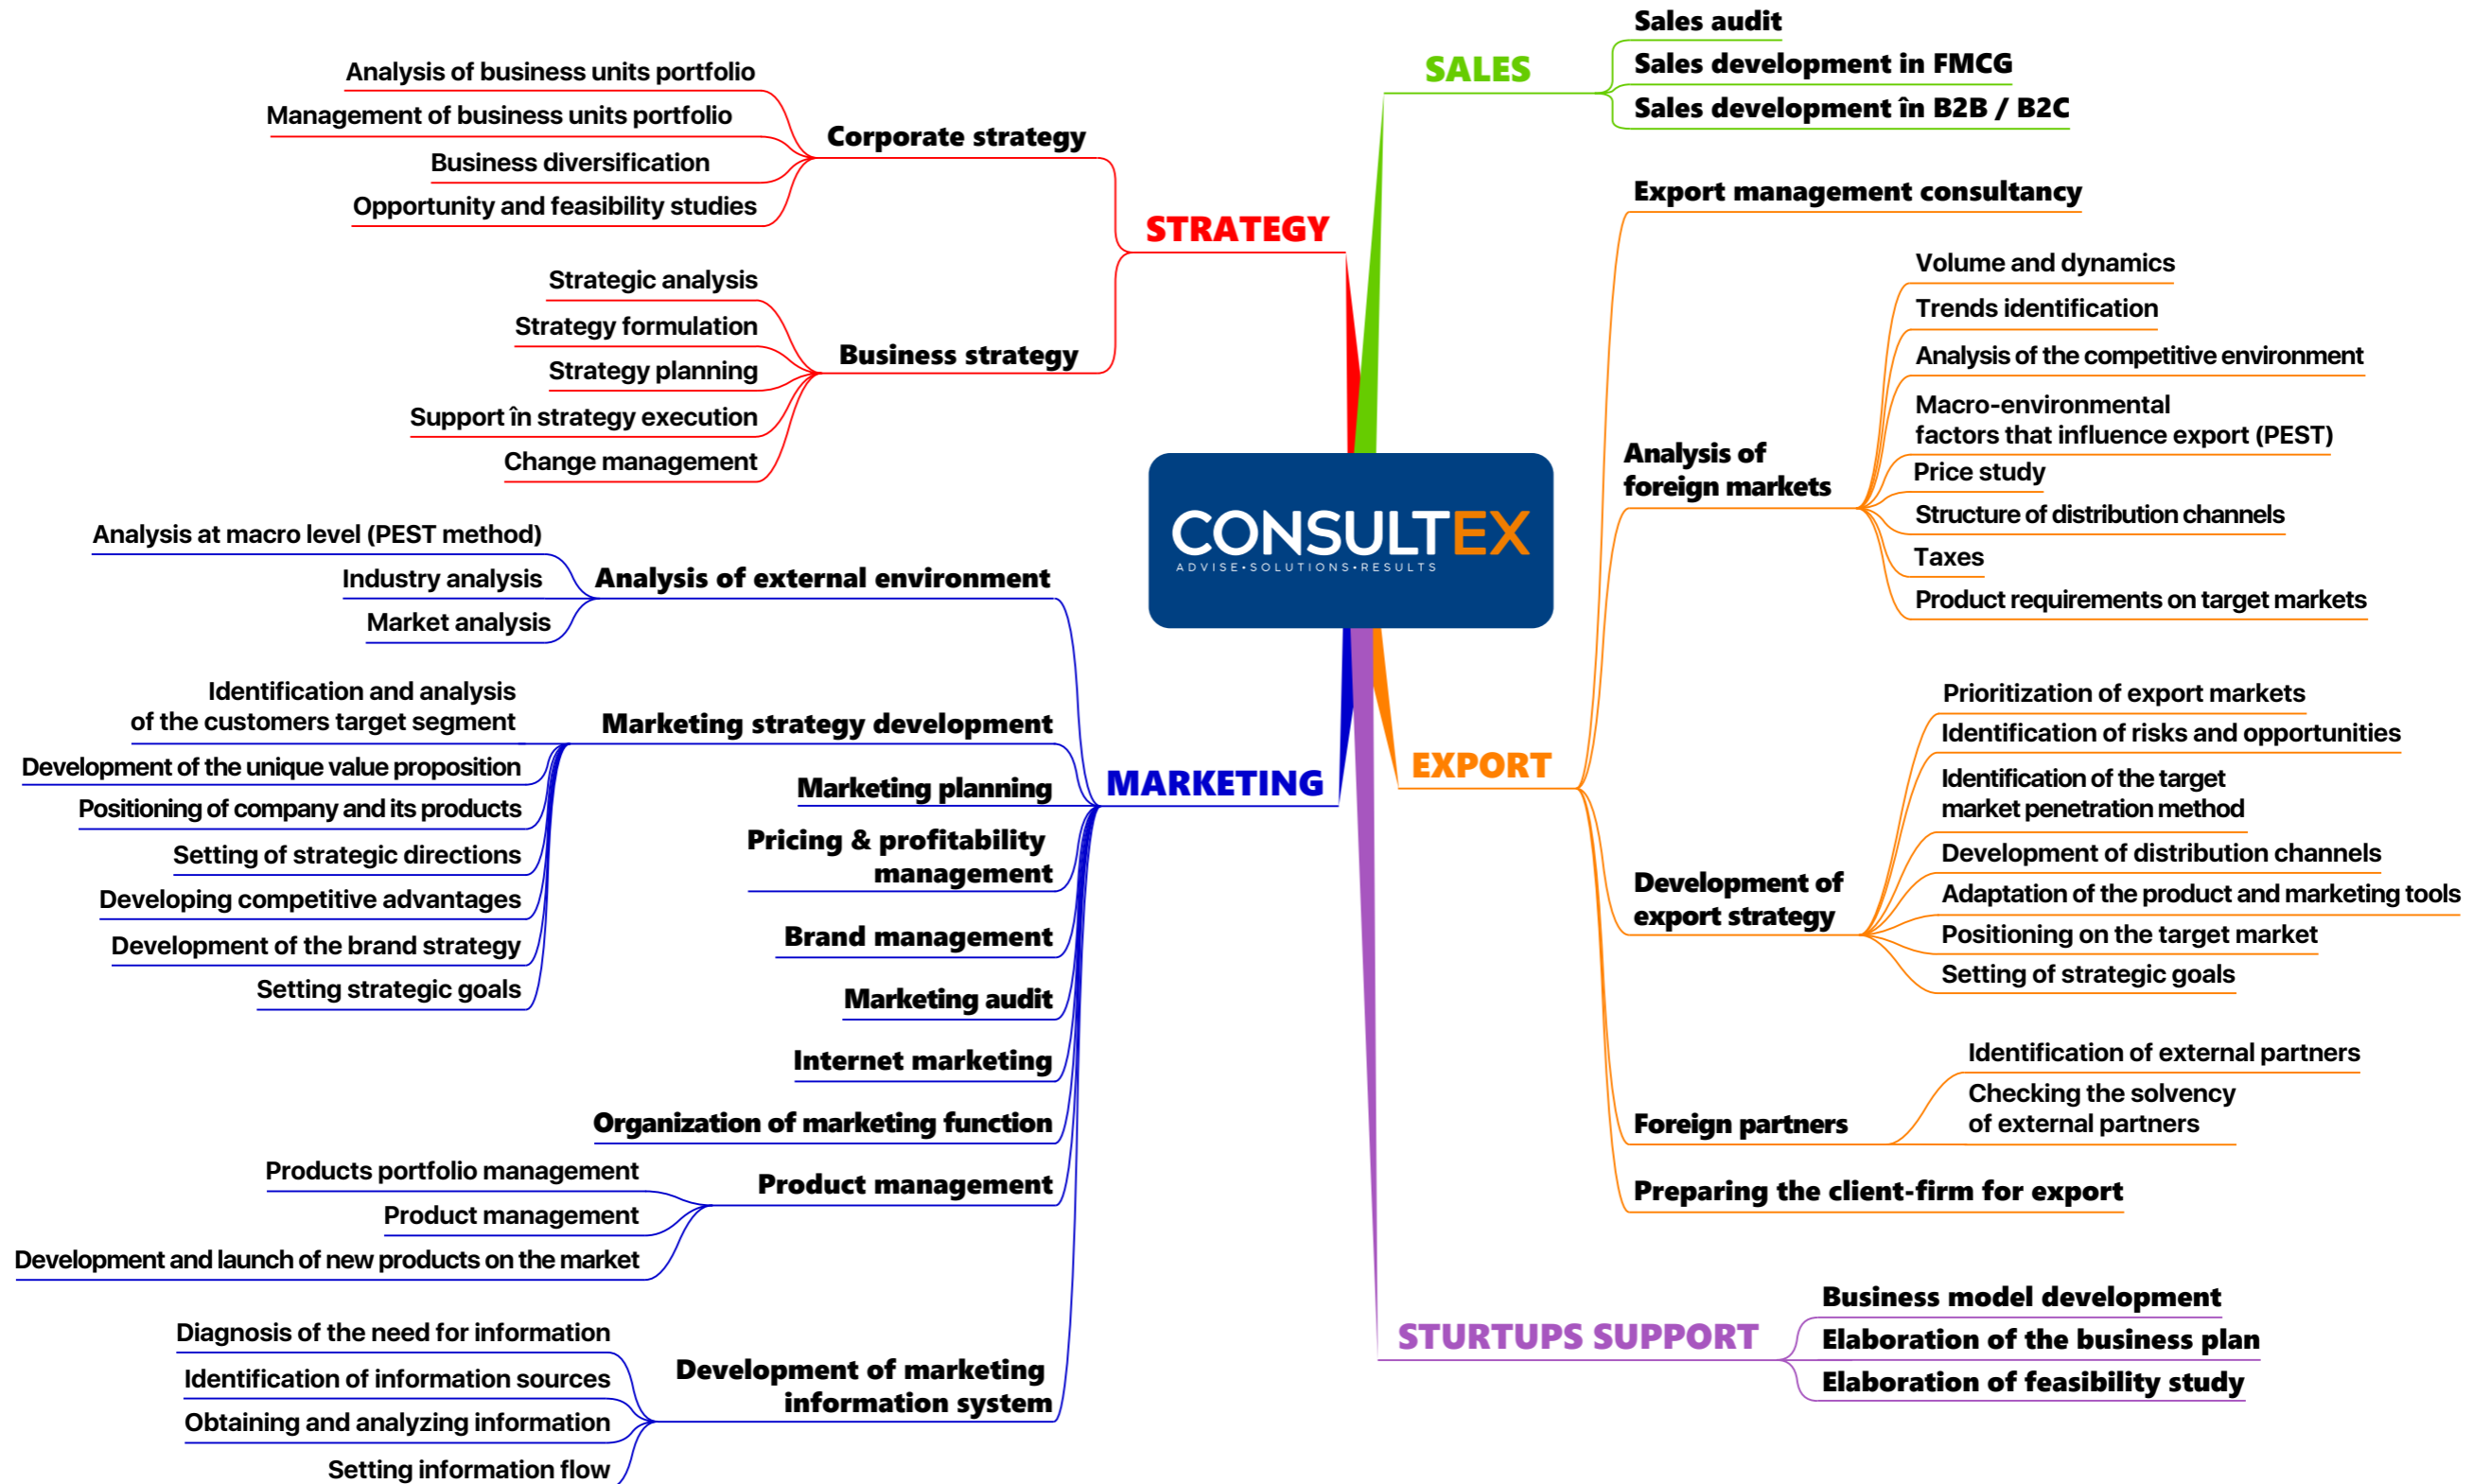 CONSULTEX
ADVISE•SOLUTIONS•RESULTS
STRATEGY
Corporate strategy
Analysis of business units portfolio
Management of business units portfolio
Business diversification
Opportunity and feasibility studies
Business strategy
Strategic analysis
Strategy formulation
Strategy planning
Support în strategy execution
Change management
MARKETING
Analysis of external environment
Analysis at macro level (PEST method)
Industry analysis
Market analysis
Marketing strategy development
Identification and analysis
of the customers target segment
Development of the unique value proposition
Positioning of company and its products
Setting of strategic directions
Developing competitive advantages
Development of the brand strategy
Setting strategic goals
Marketing planning
Pricing & profitability
management
Brand management
Marketing audit
Internet marketing
Organization of marketing function
Product management
Products portfolio management
Product management
Development and launch of new products on the market
Development of marketing
information system
Diagnosis of the need for information
Identification of information sources
Obtaining and analyzing information
Setting information flow
SALES
Sales audit
Sales development in FMCG
Sales development în B2B / B2C
EXPORT
Export management consultancy
Analysis of
foreign markets
Volume and dynamics
Trends identification
Analysis of the competitive environment
Macro-environmental
factors that influence export (PEST)
Price study
Structure of distribution channels
Taxes
Product requirements on target markets
Development of
export strategy
Prioritization of export markets
Identification of risks and opportunities
Identification of the target
market penetration method
Development of distribution channels
Adaptation of the product and marketing tools
Positioning on the target market
Setting of strategic goals
Foreign partners
Identification of external partners
Checking the solvency
of external partners
Preparing the client-firm for export
STURTUPS SUPPORT
Business model development
Elaboration of the business plan
Elaboration of feasibility study